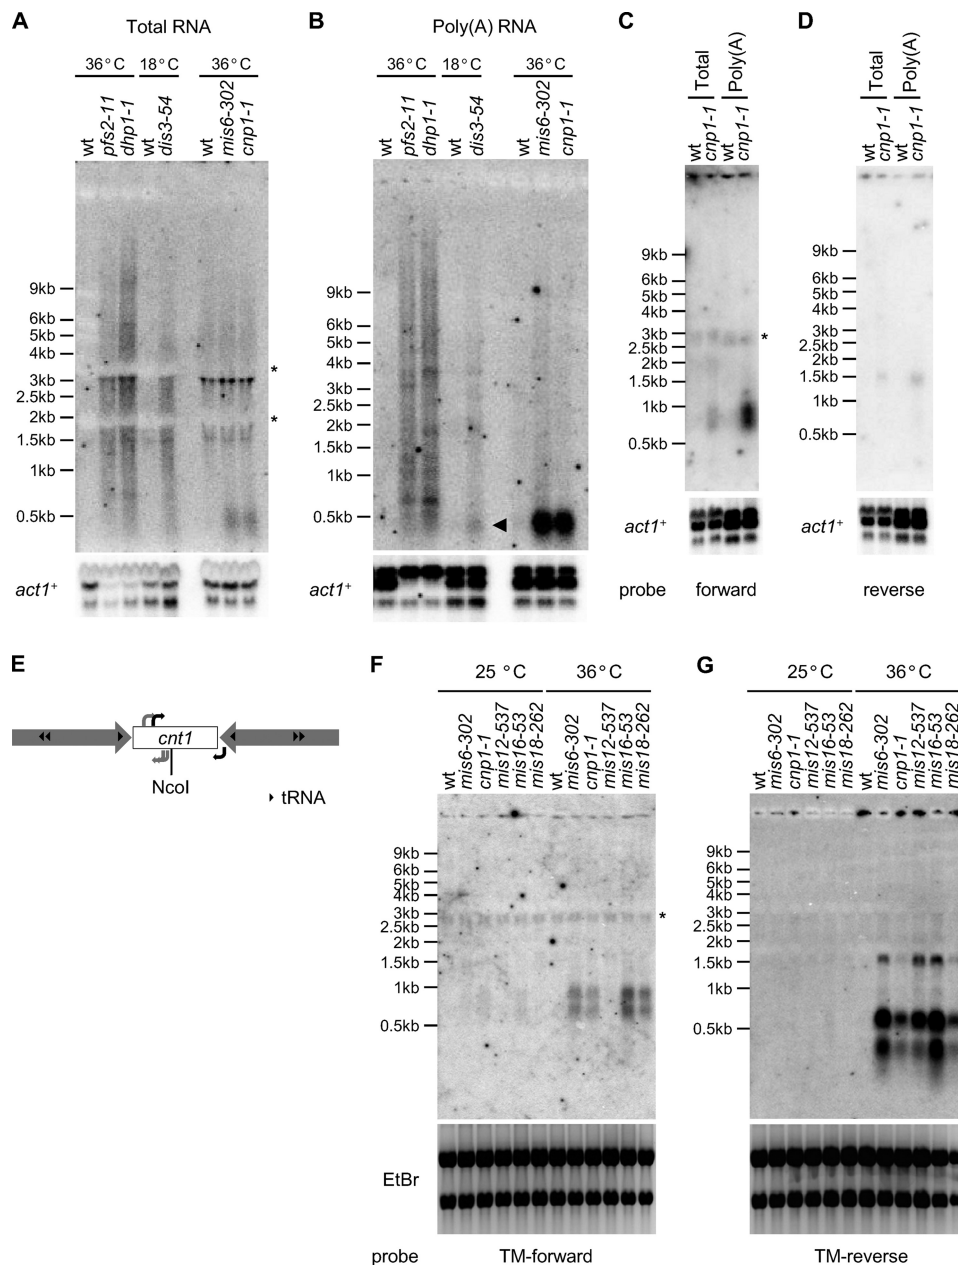 A
Total RNA
36°C 18°C 36°C
wt
pfs2-11
dhp1-1
wt
dis3-54
wt
mis6-302
cnp1-1
9kb
6kb
5kb
4kb
*
3kb
2.5kb
2kb
*
1.5kb
1kb
0.5kb
act1+
B
Poly(A) RNA
36°C 18°C 36°C
wt
pfs2-11
dhp1-1
wt
dis3-54
wt
mis6-302
cnp1-1
9kb
6kb
5kb
4kb
3kb
2.5kb
2kb
1.5kb
1kb
0.5kb
act1+
C
Total
Poly(A)
wt
cnp1-1
wt
cnp1-1
9kb
6kb
5kb
4kb
3kb
*
2.5kb
2kb
1kb
0.5kb
act1+
probe forward
D
Total
Poly(A)
wt
cnp1-1
wt
cnp1-1
9kb
6kb
5kb
4kb
3kb
2.5kb
2kb
1.5kb
1kb
0.5kb
act1+
reverse
E
cnt1
NcoI
tRNA
F
25 °C 36°C
wt
mis6-302
cnp1-1
mis12-537
mis16-53
mis18-262
wt
mis6-302
cnp1-1
mis12-537
mis16-53
mis18-262
9kb
6kb
5kb
4kb
3kb
*
2.5kb
2kb
1.5kb
1kb
0.5kb
EtBr
probe TM-forward
G
25°C 36°C
wt
mis6-302
cnp1-1
mis12-537
mis16-53
mis18-262
wt
mis6-302
cnp1-1
mis12-537
mis16-53
mis18-262
9kb
6kb
5kb
4kb
3kb
2.5kb
2kb
1.5kb
1kb
0.5kb
TM-reverse